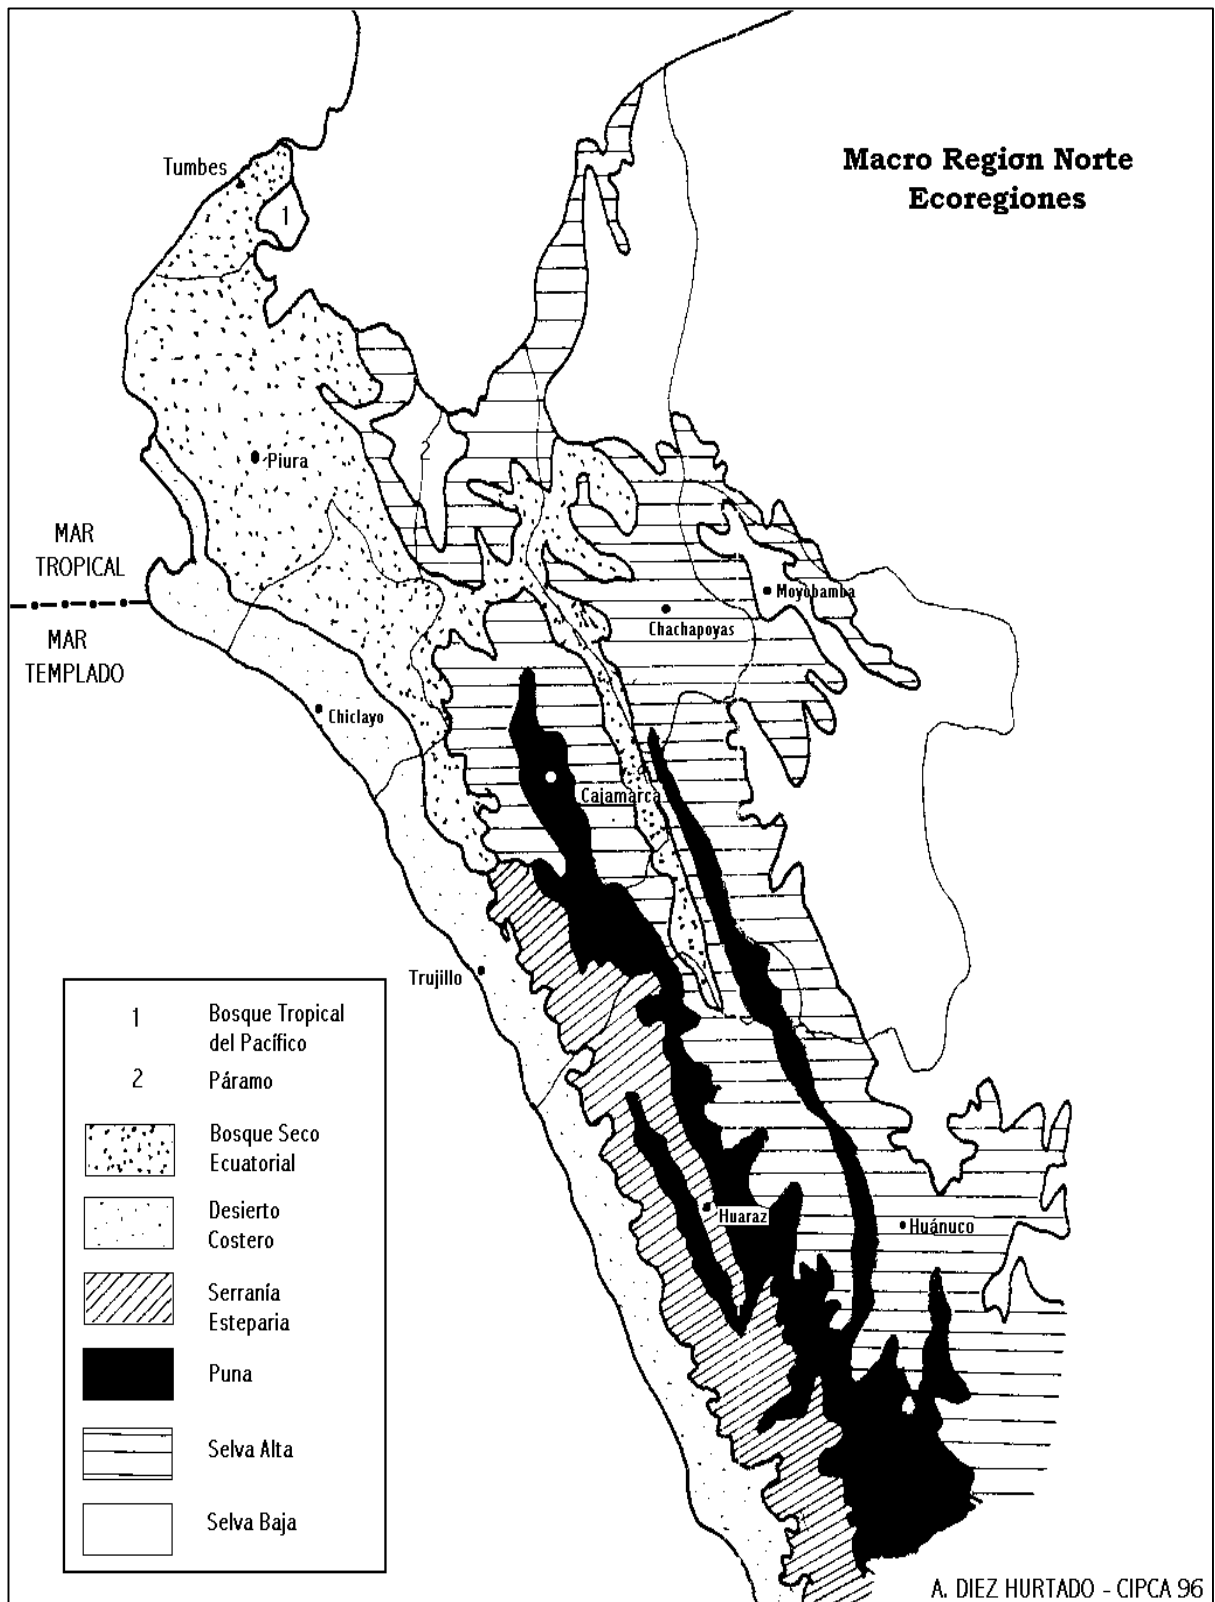 Macro Region Norte
Ecoregiones
Tumbes
1
2
Piura
MAR
TROPICAL
MAR
TEMPLADO
Moyobamba
Chachapoyas
Chiclayo
Cajamarca
Trujillo
Huaraz
Huánuco
1 Bosque Tropical
del Pacífico
2 Páramo
Bosque Seco
Ecuatorial
Desierto
Costero
Serranía
Esteparia
Puna
Selva Alta
Selva Baja
A. DIEZ HURTADO - CIPCA 96